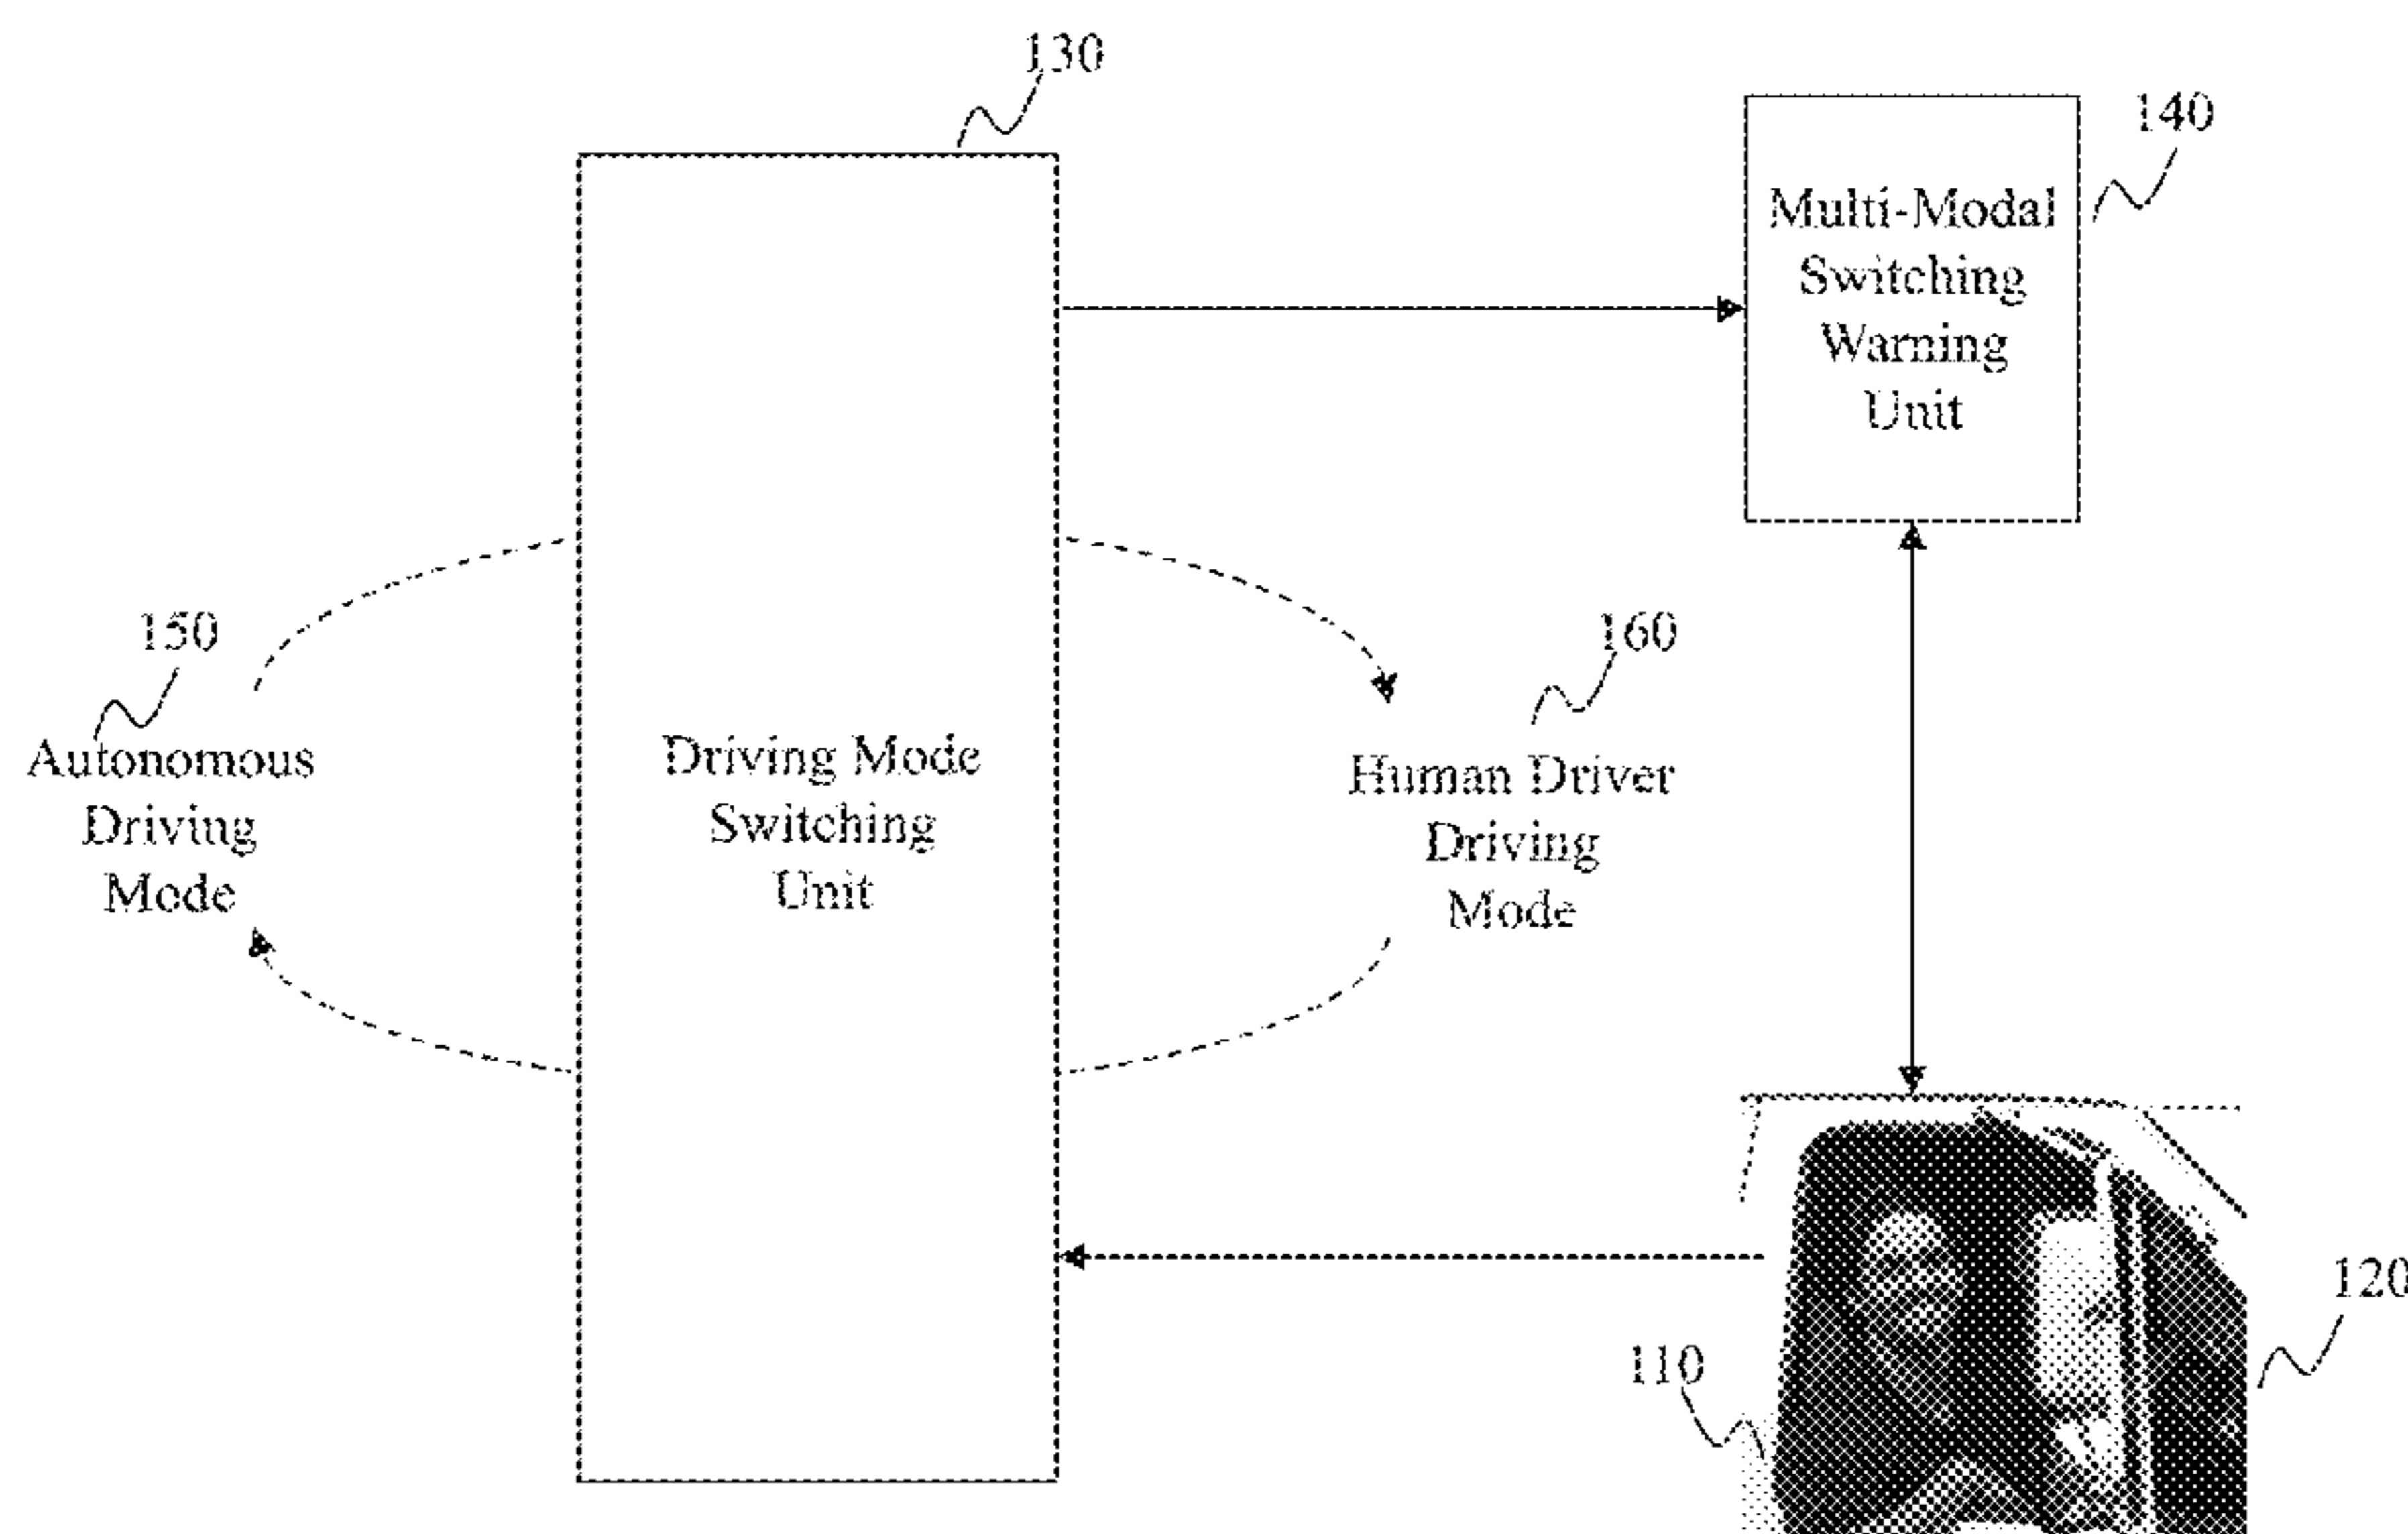 130
140
Multi-Modal
Switching
Warning
Unit
150
160
Autonomous
Driving
Mode
Driving Mode
Switching
Unit
Human Driver
Driving
Mode
120
110